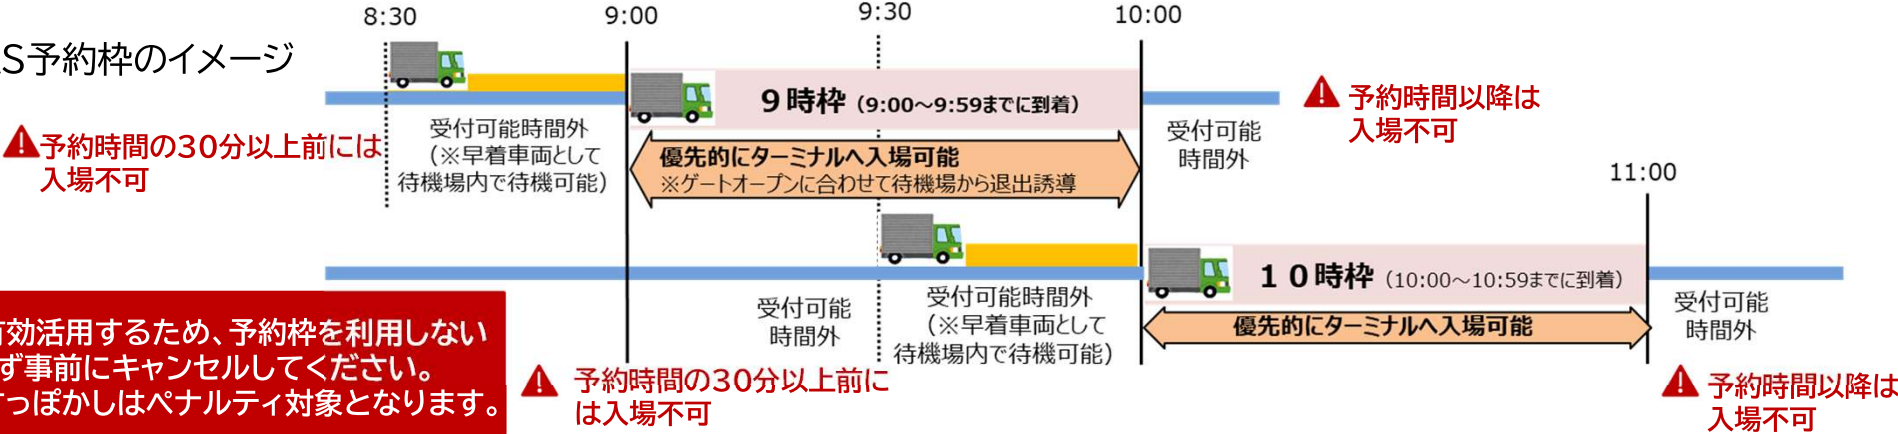 8:30
9:00
9:30
10:00
S予約枠のイメージ
9時枠（9:00～9:59までに到着）
予約時間以降は
入場不可
予約時間の30分以上前には
入場不可
受付可能時間外
（※早着車両として
待機場内で待機可能）
優先的にターミナルへ入場可能
※ゲートオープンに合わせて待機場から退出誘導
受付可能
時間外
11:00
10時枠（10:00～10:59までに到着）
受付可能
時間外
受付可能時間外
（※早着車両として
待機場内で待機可能）
優先的にターミナルへ入場可能
受付可能
時間外
有効活用するため、予約枠を利用しない
ず事前にキャンセルしてください。
すっぽかしはペナルティ対象となります。
予約時間の30分以上前に
は入場不可
予約時間以降は
入場不可